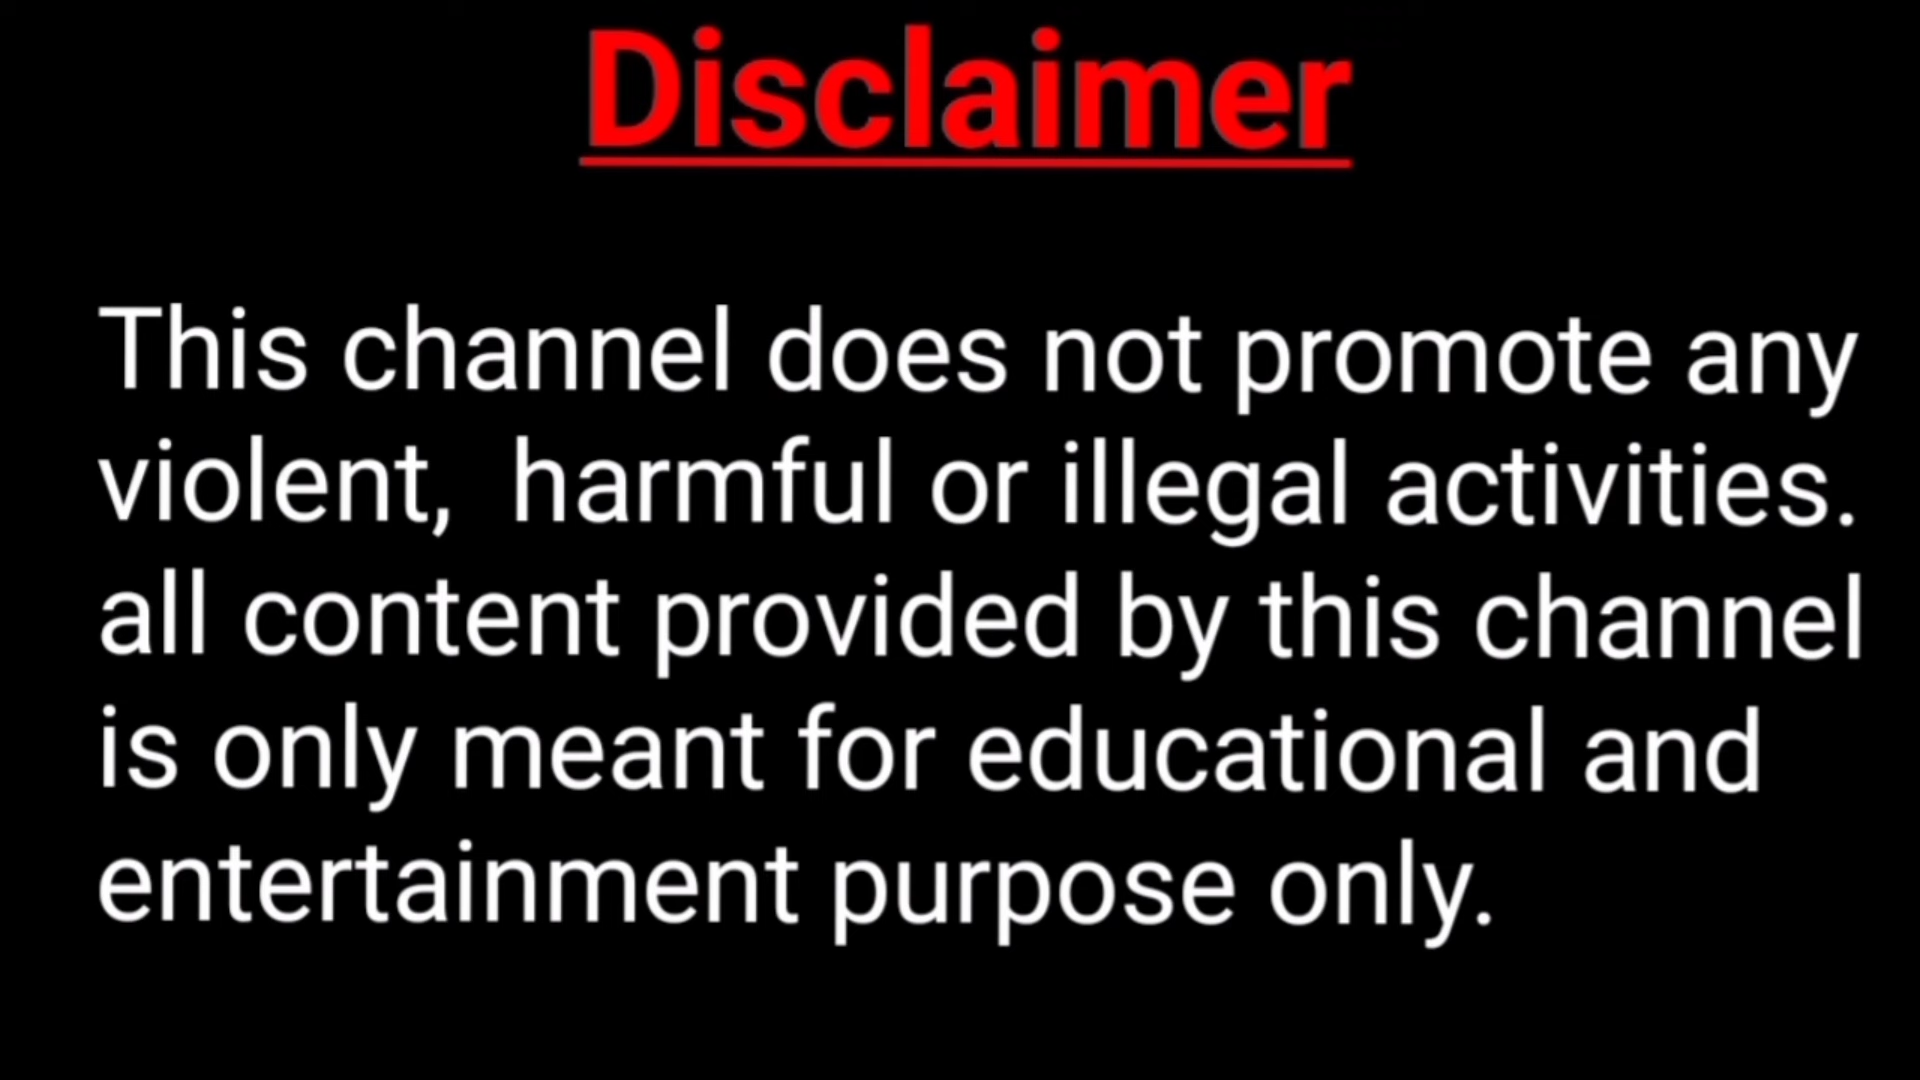 Disclaimer
This channel does not promote any
violent,  harmful or illegal activities.
all content provided by this channel
is only meant for educational and
entertainment purpose only.